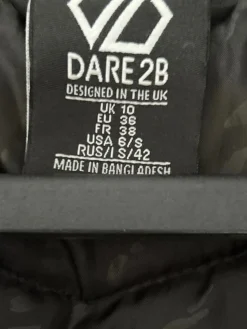 DARE 2B
DESIGNED IN THE UK
UK 10
EU 36
FR 38
USA 6/S
RUS/I S/42
MADE IN BANGLADESH